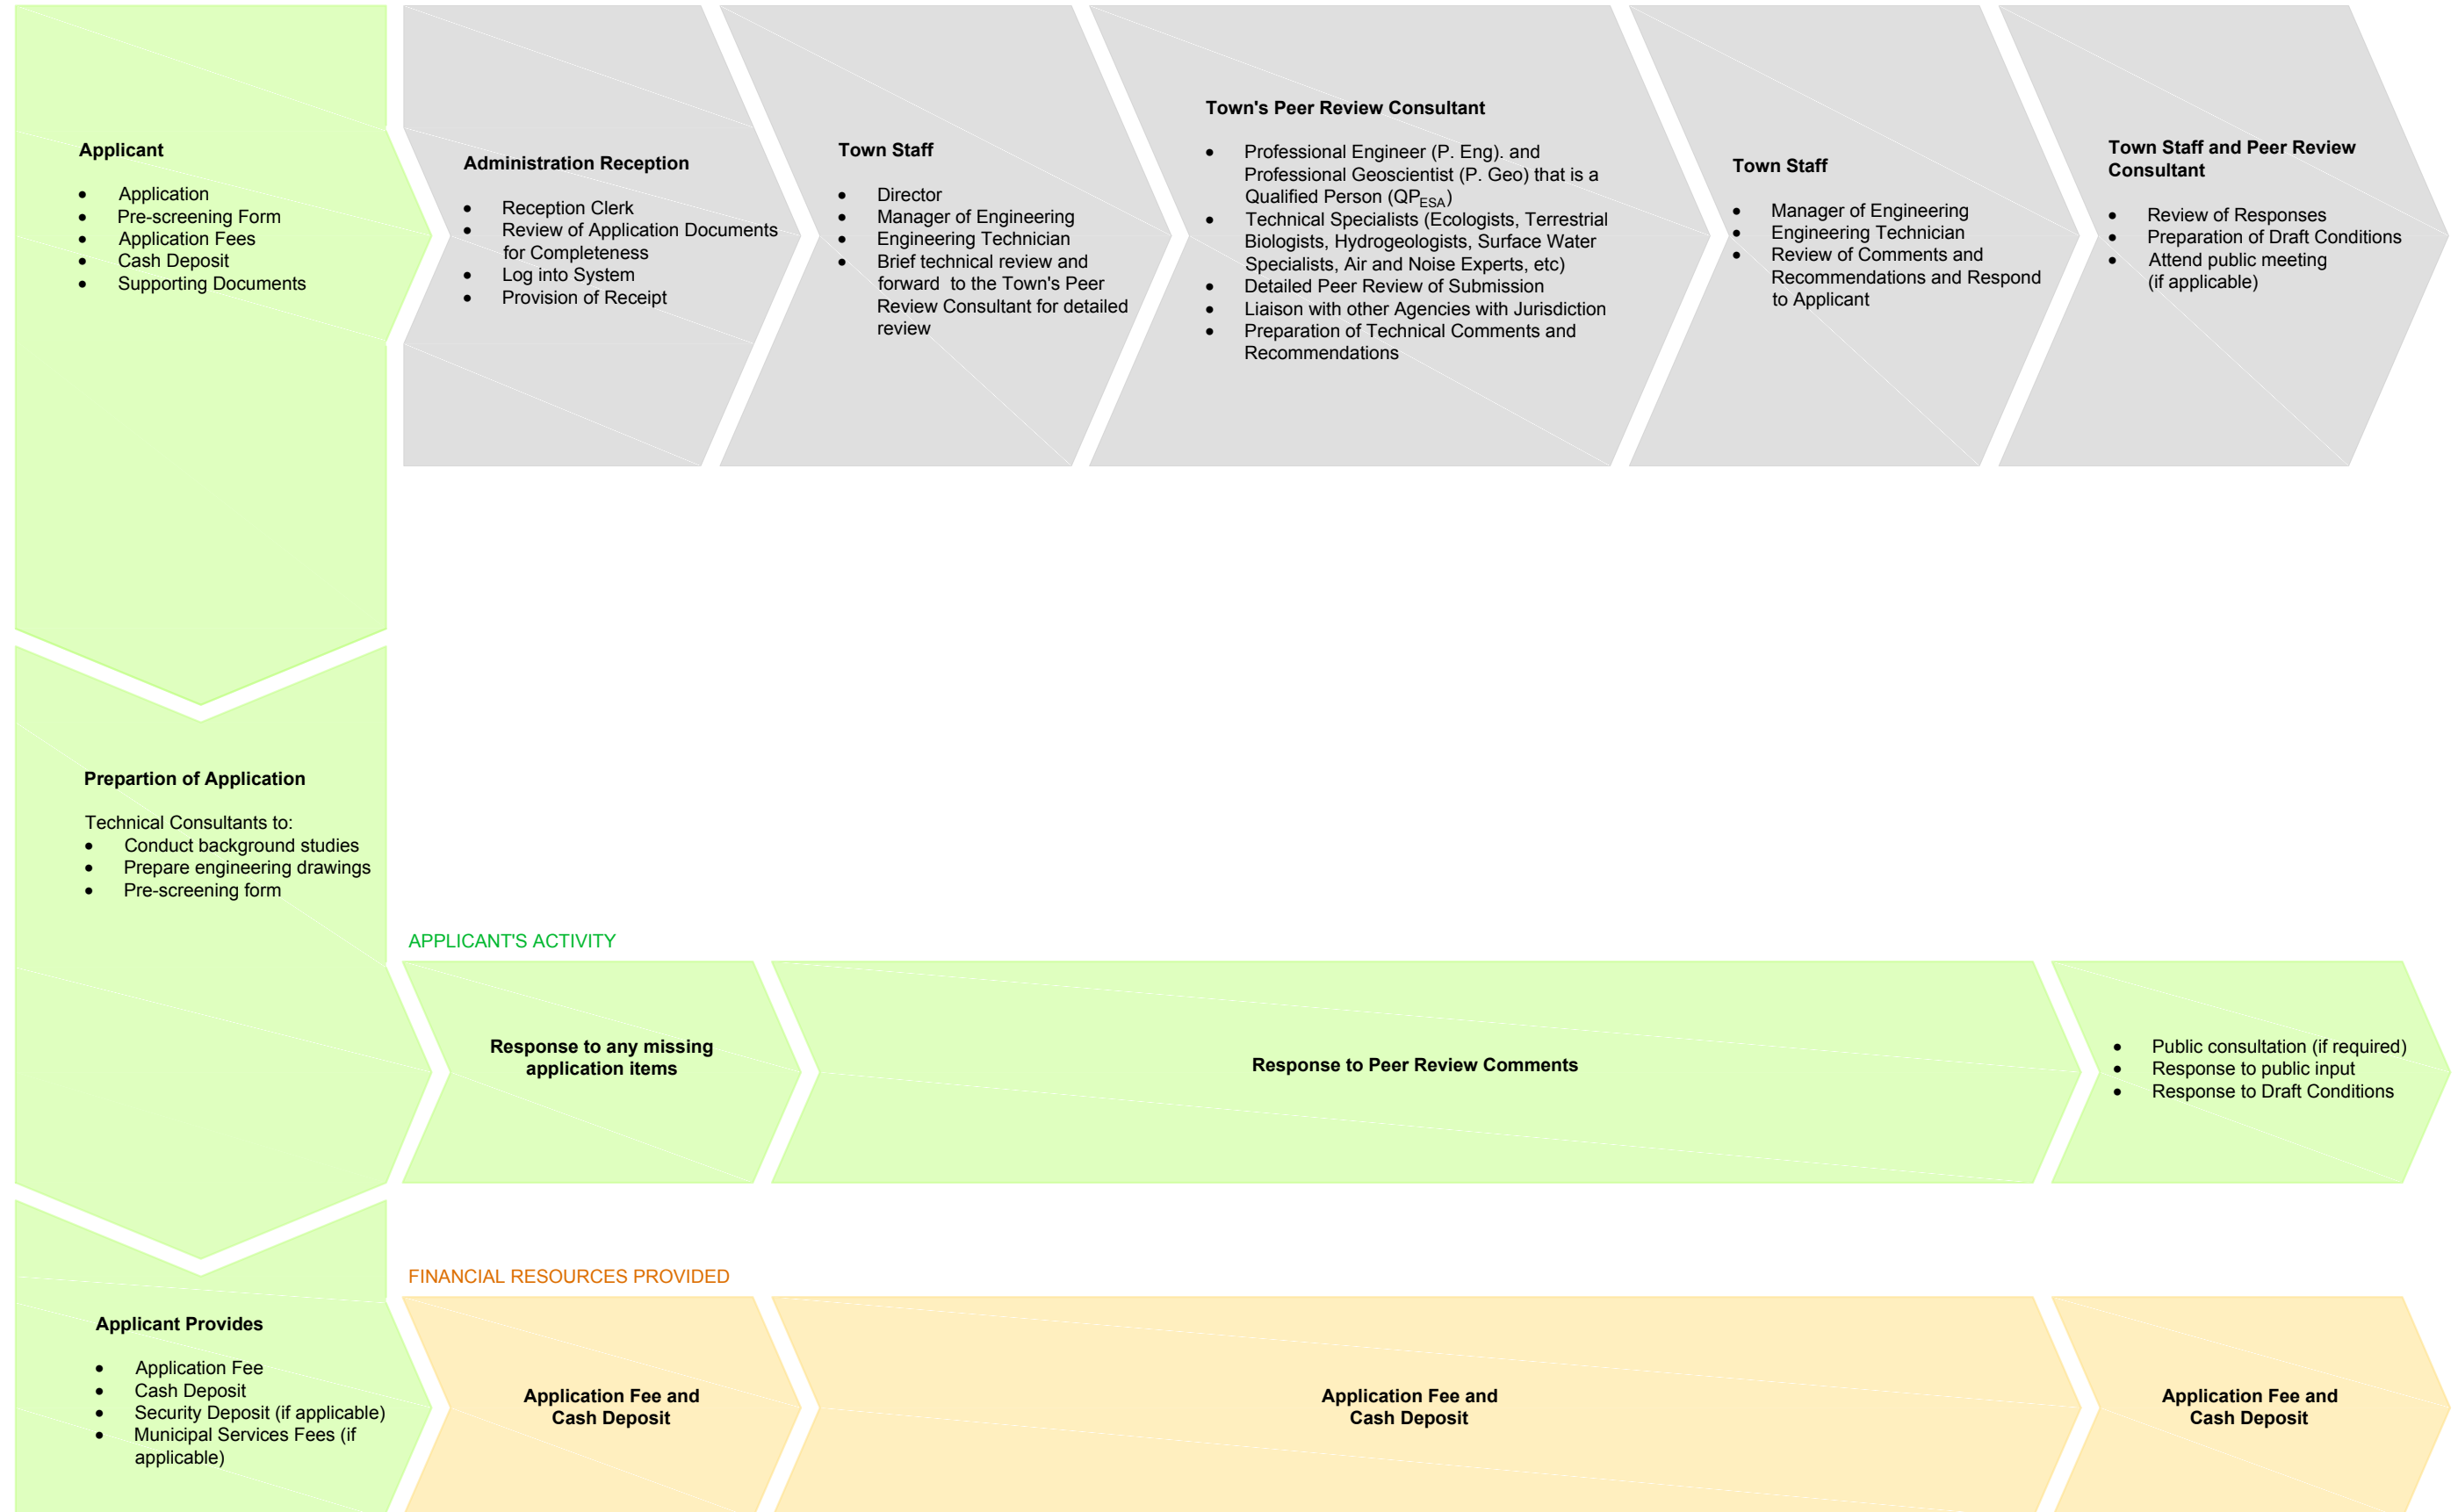 Applicant
• Application
• Pre-screening Form
• Application Fees
• Cash Deposit
• Supporting Documents
Administration Reception
• Reception Clerk
• Review of Application Documents
for Completeness
• Log into System
• Provision of Receipt
Town Staff
• Director
• Manager of Engineering
• Engineering Technician
• Brief technical review and
forward to the Town's Peer
Review Consultant for detailed
review
Town's Peer Review Consultant
• Professional Engineer (P. Eng). and
Professional Geoscientist (P. Geo) that is a
Qualified Person (QPESA)
• Technical Specialists (Ecologists, Terrestrial
Biologists, Hydrogeologists, Surface Water
Specialists, Air and Noise Experts, etc)
• Detailed Peer Review of Submission
• Liaison with other Agencies with Jurisdiction
• Preparation of Technical Comments and
Recommendations
Town Staff
• Manager of Engineering
• Engineering Technician
• Review of Comments and
Recommendations and Respond
to Applicant
Town Staff and Peer Review
Consultant
• Review of Responses
• Preparation of Draft Conditions
• Attend public meeting
(if applicable)
Prepartion of Application
Technical Consultants to:
• Conduct background studies
• Prepare engineering drawings
• Pre-screening form
APPLICANT'S ACTIVITY
Response to any missing
application items
Response to Peer Review Comments
• Public consultation (if required)
• Response to public input
• Response to Draft Conditions
Applicant Provides
• Application Fee
• Cash Deposit
• Security Deposit (if applicable)
• Municipal Services Fees (if
applicable)
FINANCIAL RESOURCES PROVIDED
Application Fee and
Cash Deposit
Application Fee and
Cash Deposit
Application Fee and
Cash Deposit